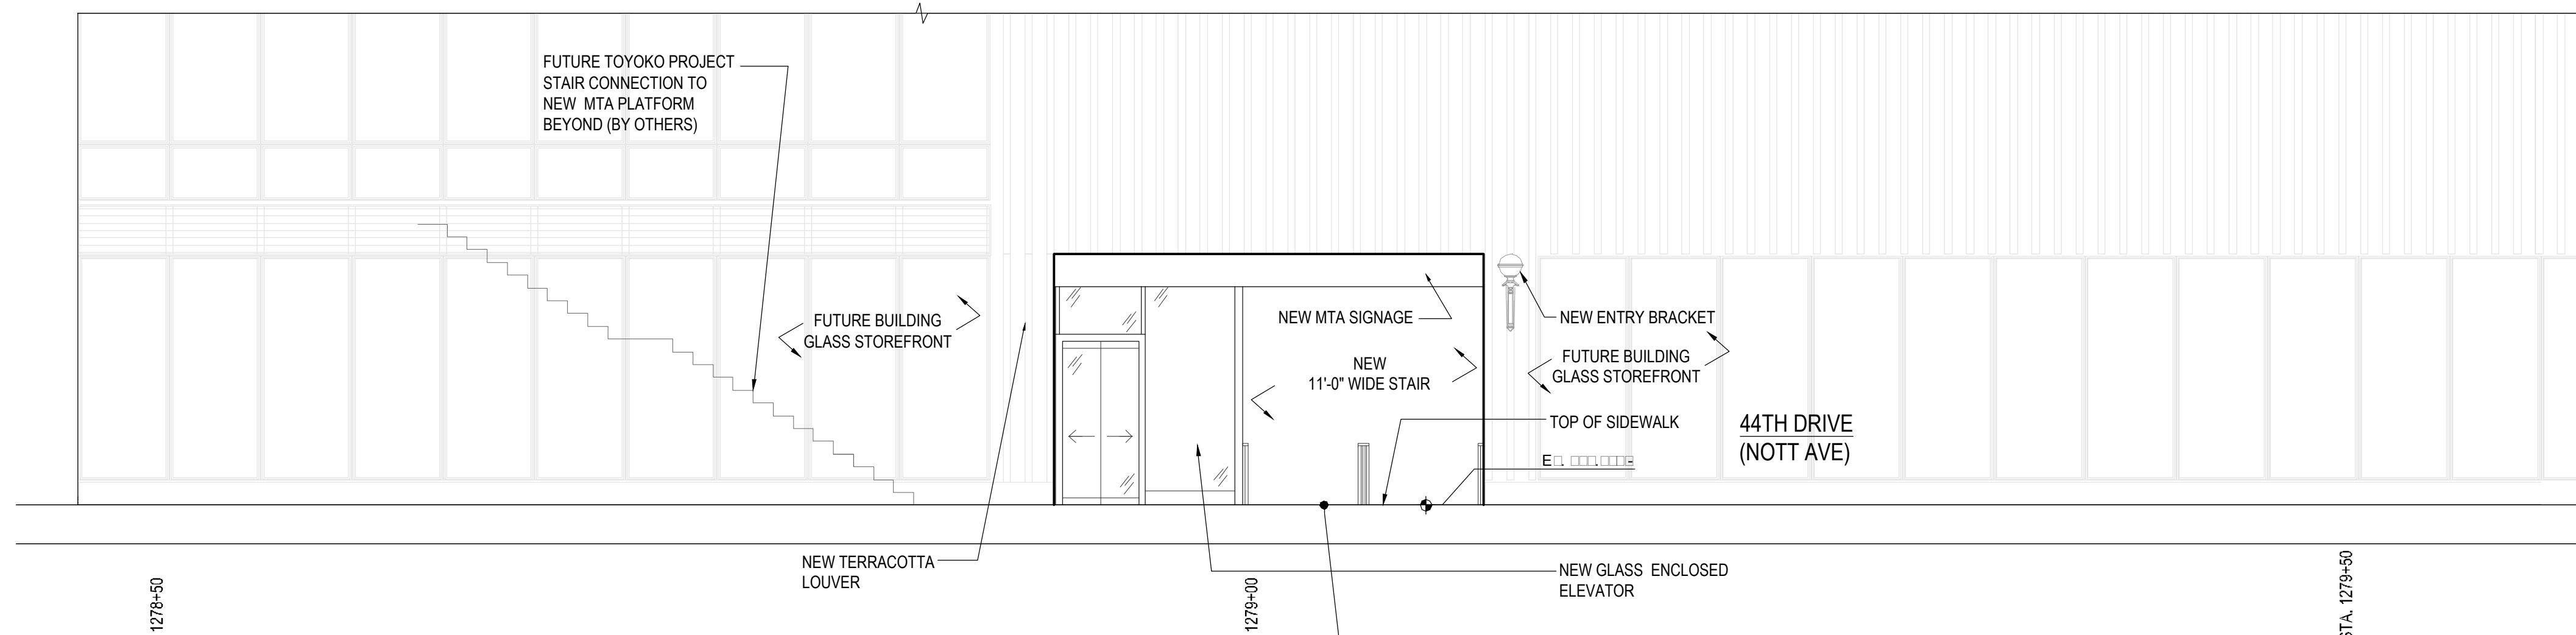 FUTURE TOYOKO PROJECT
STAIR CONNECTION TO
NEW MTA PLATFORM
BEYOND (BY OTHERS)
FUTURE BUILDING
GLASS STOREFRONT
NEW MTA SIGNAGE
NEW
11'-0" WIDE STAIR
NEW ENTRY BRACKET
FUTURE BUILDING
GLASS STOREFRONT
TOP OF SIDEWALK
44TH DRIVE
(NOTT AVE)
NEW TERRACOTTA
LOUVER
NEW GLASS ENCLOSED
ELEVATOR
1278+50
1279+00
STA. 1279+50